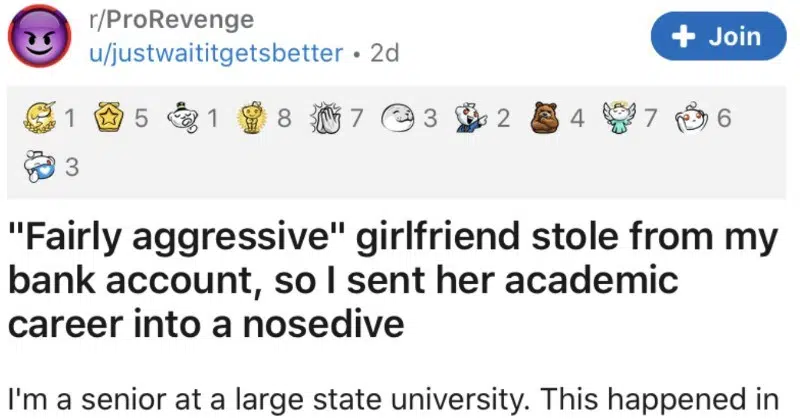 r/ProRevenge
u/justwaititgetsbetter • 2d
+ Join
1 5 1 8 7 3 2 4 7 6
3
"Fairly aggressive" girlfriend stole from my
bank account, so I sent her academic
career into a nosedive
I'm a senior at a large state university. This happened in